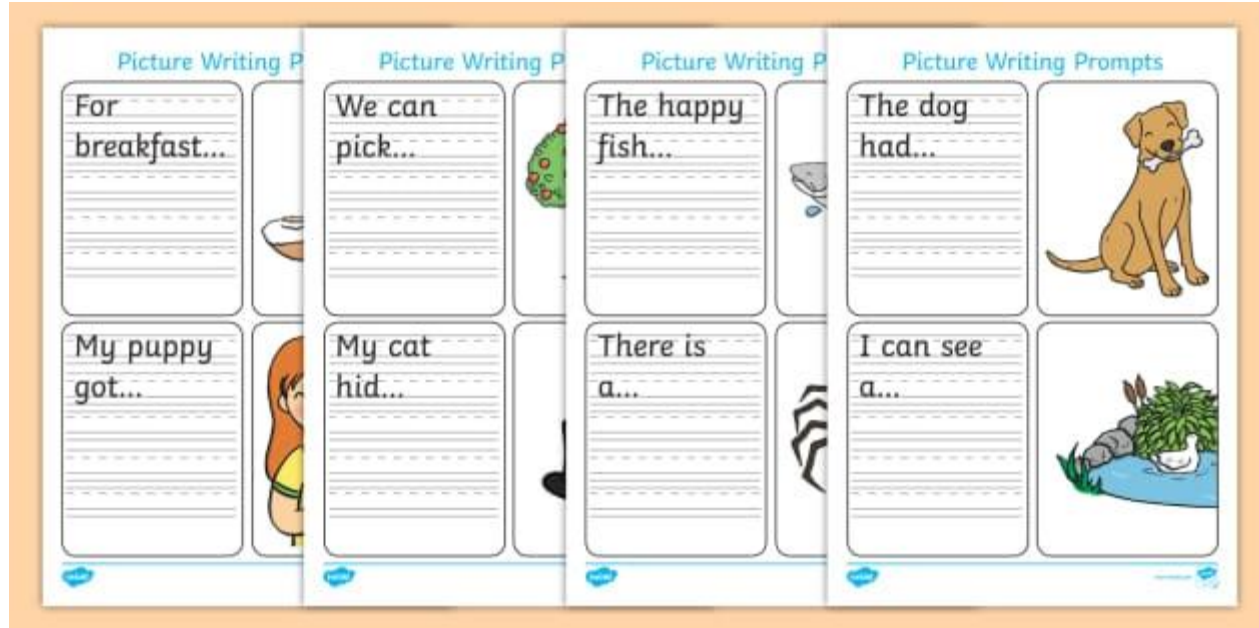 Picture Writing P
For
breakfast...
My puppy
got...
Picture Writing P
We can
pick...
My cat
hid...
Picture Writing P
The happy
fish...
There is
a...
Picture Writing Prompts
The dog
had...
I can see
a...